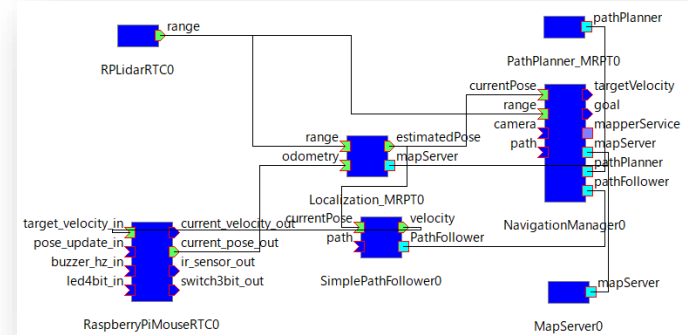 range
RPLidarRTC0
pathPlanner
PathPlanner_MRPT0
currentPose
range
camera
path
targetVelocity
goal
mapperService
mapServer
pathPlanner
pathFollower
NavigationManager0
range
odometry
estimatedPose
mapServer
Localization_MRPT0
target_velocity_in
pose_update_in
buzzer_hz_in
led4bit_in
current_velocity_out
current_pose_out
ir_sensor_out
switch3bit_out
RaspberryPiMouseRTC0
currentPose
path
velocity
PathFollower
SimplePathFollower0
mapServer
MapServer0